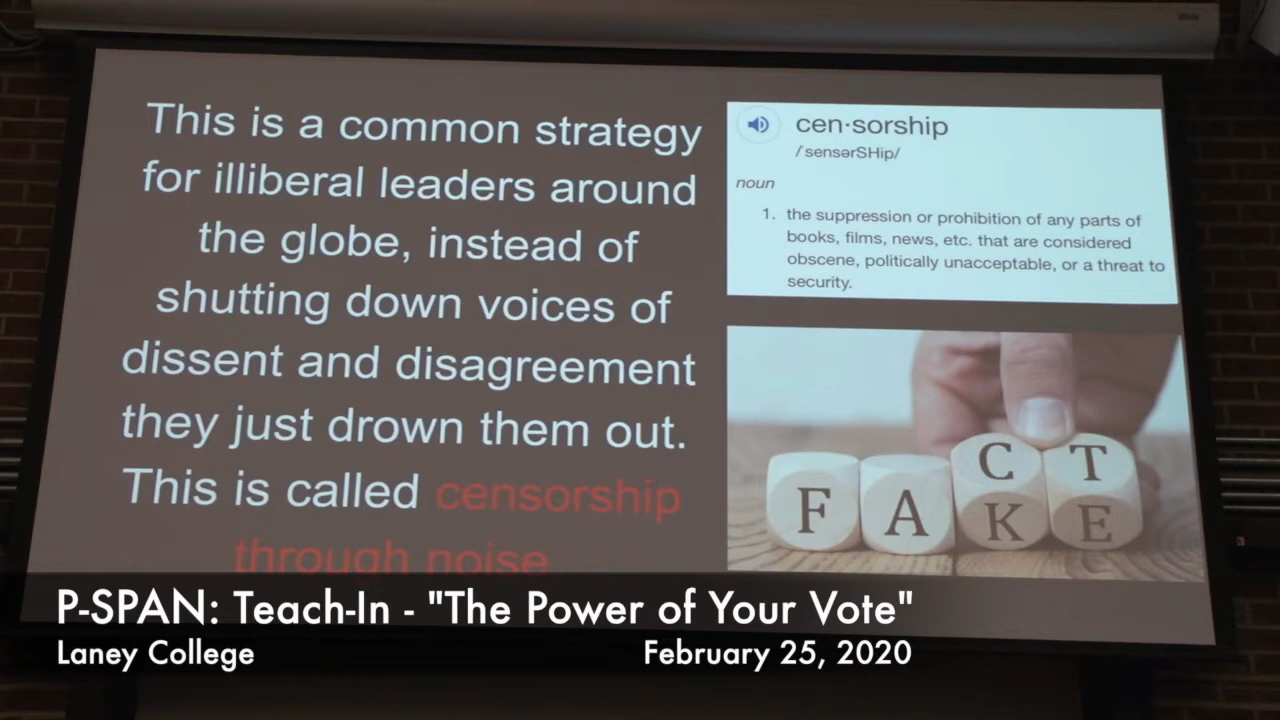 This is a common strategy
for illiberal leaders around
the globe, instead of
shutting down voices of
dissent and disagreement
they just drown them out.
This is called censorship
through noise.
cen·sorship
/ˈsensərSHip/
noun
1. the suppression or prohibition of any parts of
books, films, news, etc. that are considered
obscene, politically unacceptable, or a threat to
security.
C T
F A K E
P-SPAN: Teach-In - "The Power of Your Vote"
Laney College February 25, 2020